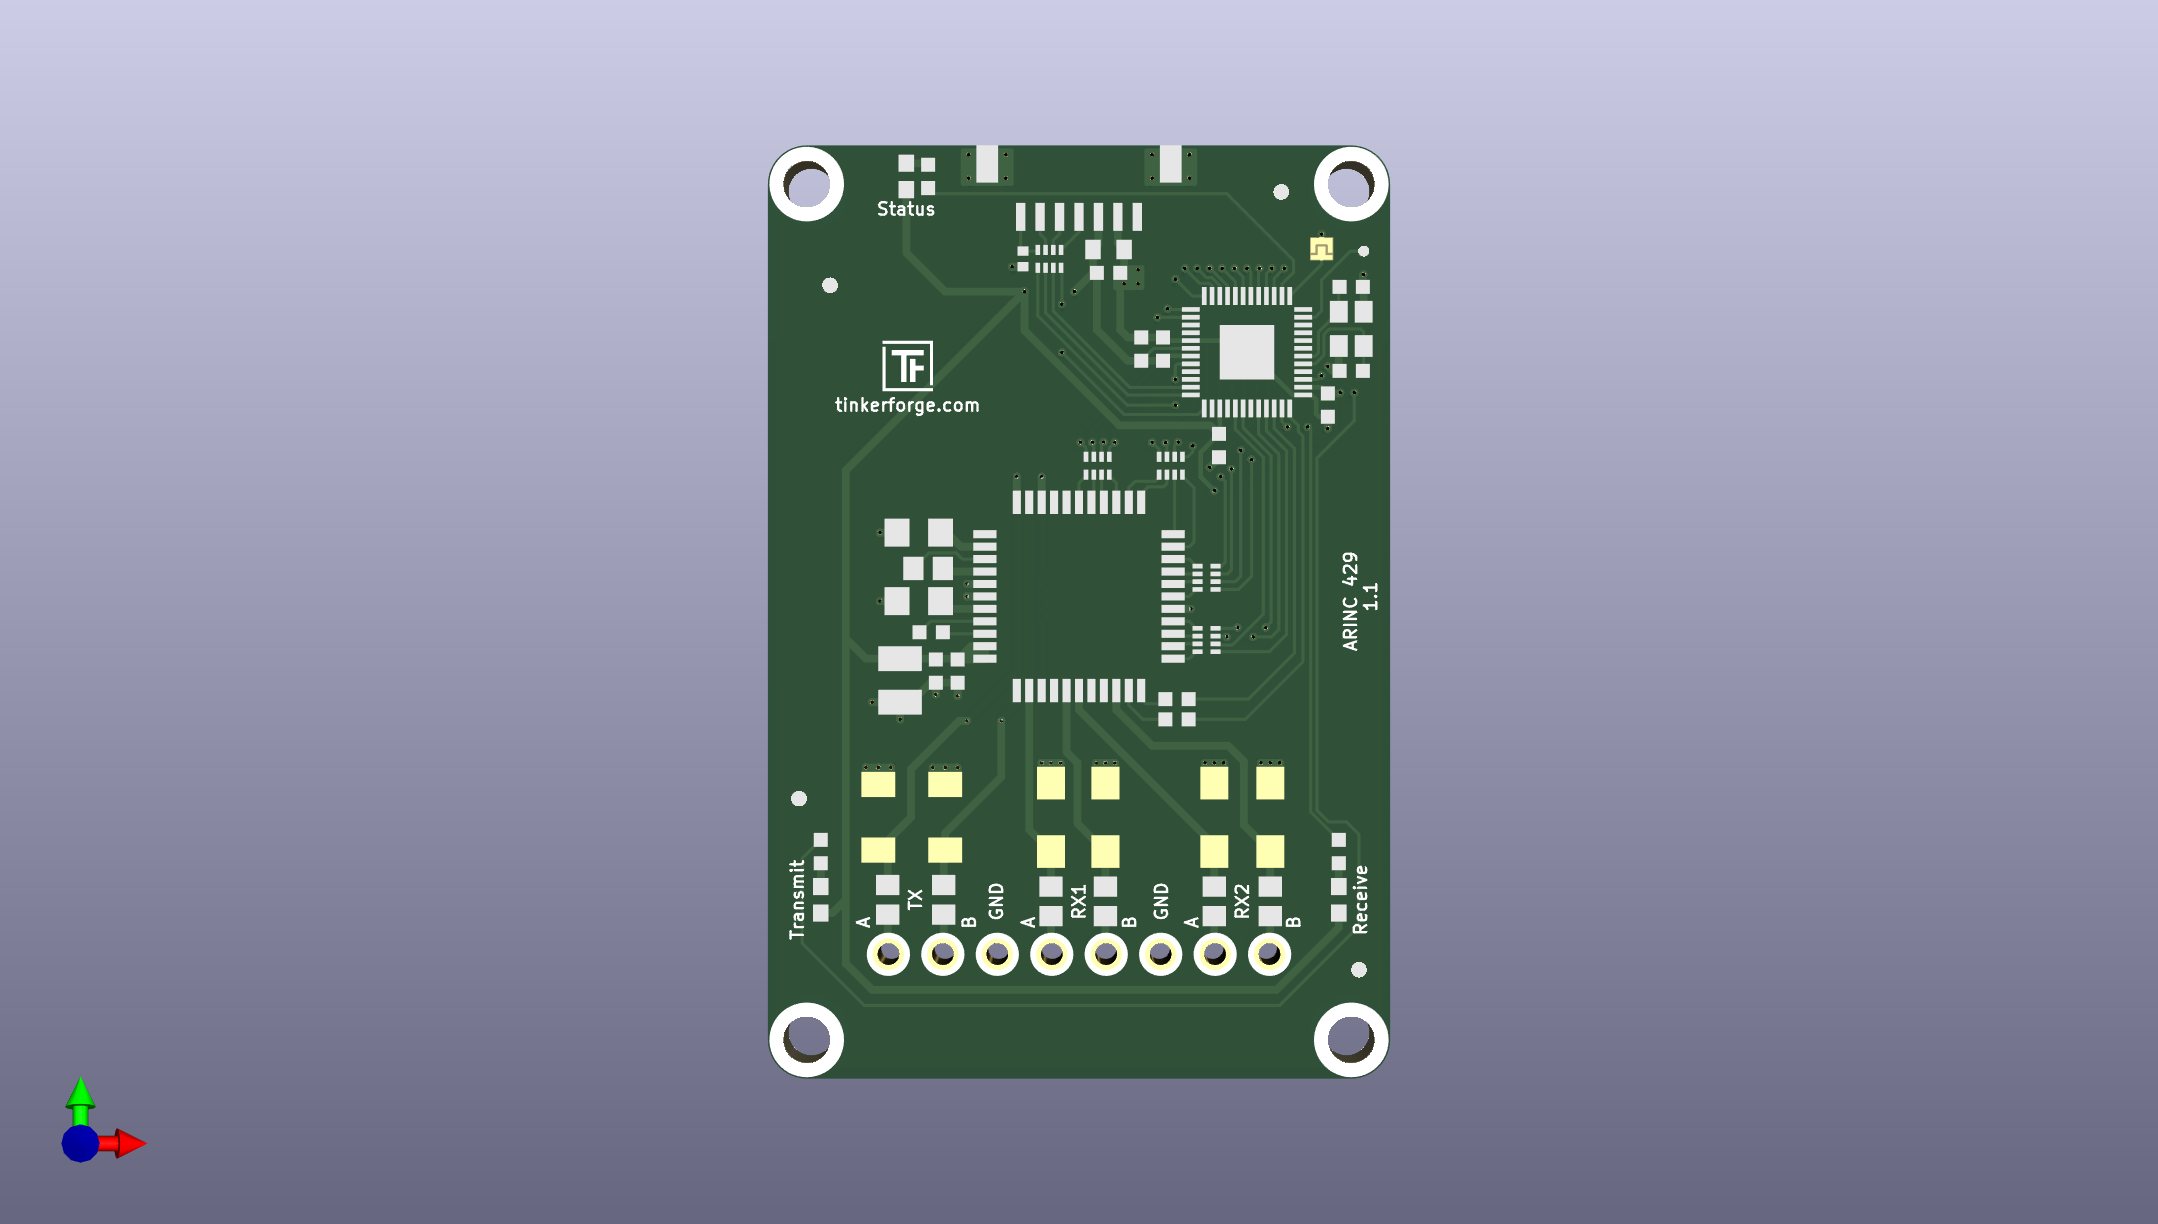 Status
TF
tinkerforge.com
ARINC 429
1.1
Transmit
A
TX
B
GND
A
RX1
B
GND
A
RX2
B
Receive